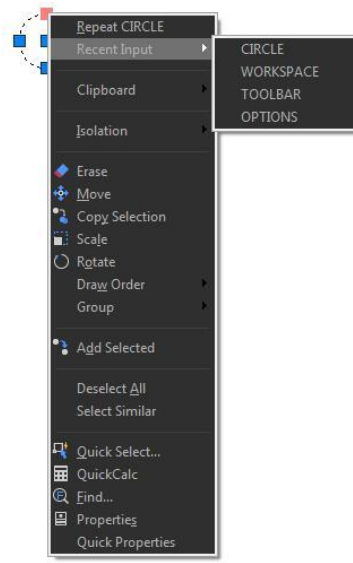 Repeat CIRCLE
Recent Input
CIRCLE
WORKSPACE
TOOLBAR
OPTIONS
Clipboard
Isolation
Erase
Move
Copy Selection
Scale
Rotate
Draw Order
Group
Add Selected
Deselect All
Select Similar
Quick Select...
QuickCalc
Find...
Properties
Quick Properties